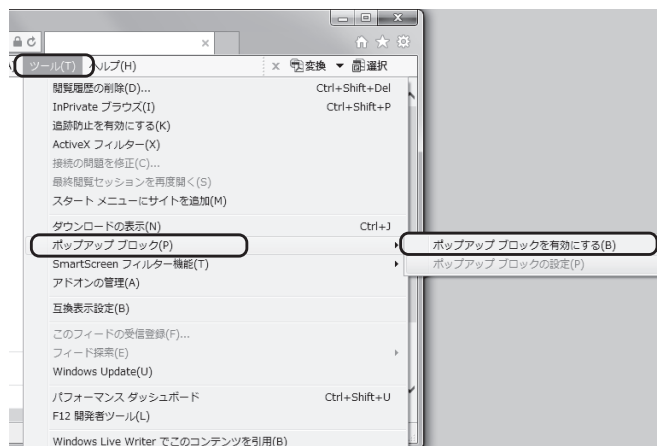 ツール(T) ヘルプ(H) x 変換 ▼ 選択
閲覧履歴の削除(D)... Ctrl+Shift+Del
InPrivate ブラウズ(I) Ctrl+Shift+P
追跡防止を有効にする(K)
ActiveX フィルター(X)
接続の問題を修正(C)...
最終閲覧セッションを再度開く(S)
スタート メニューにサイトを追加(M)
ダウンロードの表示(N) Ctrl+J
ポップアップ ブロック(P)
ポップアップ ブロックを有効にする(B)
SmartScreen フィルター機能(T)
ポップアップ ブロックの設定(P)
アドオンの管理(A)
互換表示設定(B)
このフィードの受信登録(F)...
フィード探索(E)
Windows Update(U)
パフォーマンス ダッシュボード Ctrl+Shift+U
F12 開発者ツール(L)
Windows Live Writer でこのコンテンツを引用(B)